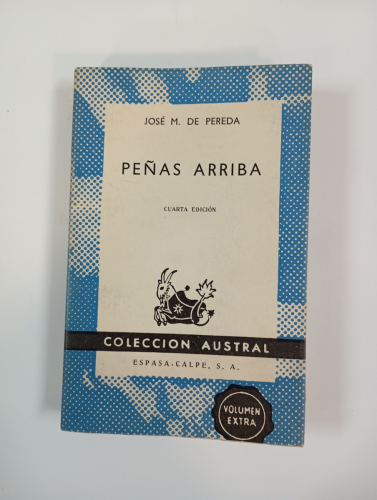 JOSÉ M. DE PEREDA
PEÑAS ARRIBA
CUARTA EDICIÓN
COLECCION AUSTRAL
ESPASA-CALPE, S. A.
VOLUMEN
EXTRA